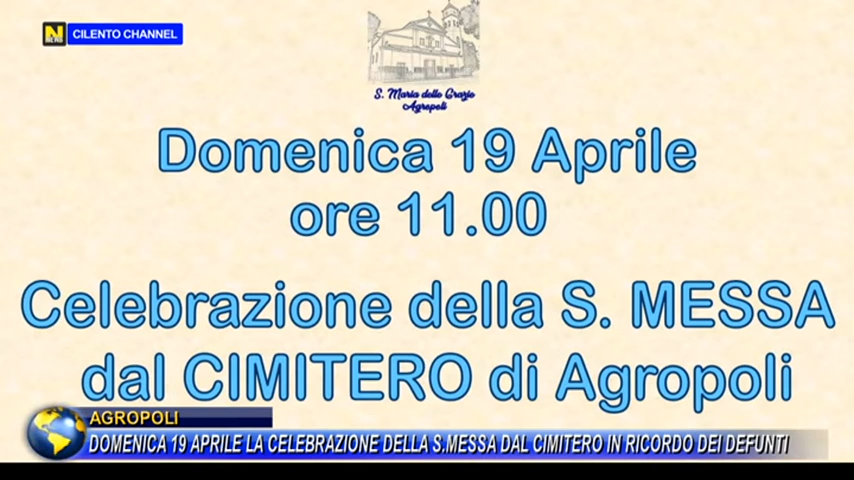 N
CILENTO CHANNEL
S. Maria delle Grazie
Agropoli
Domenica 19 Aprile
ore 11.00
Celebrazione della S. MESSA
dal CIMITERO di Agropoli
AGROPOLI
DOMENICA 19 APRILE LA CELEBRAZIONE DELLA S.MESSA DAL CIMITERO IN RICORDO DEI DEFUNTI